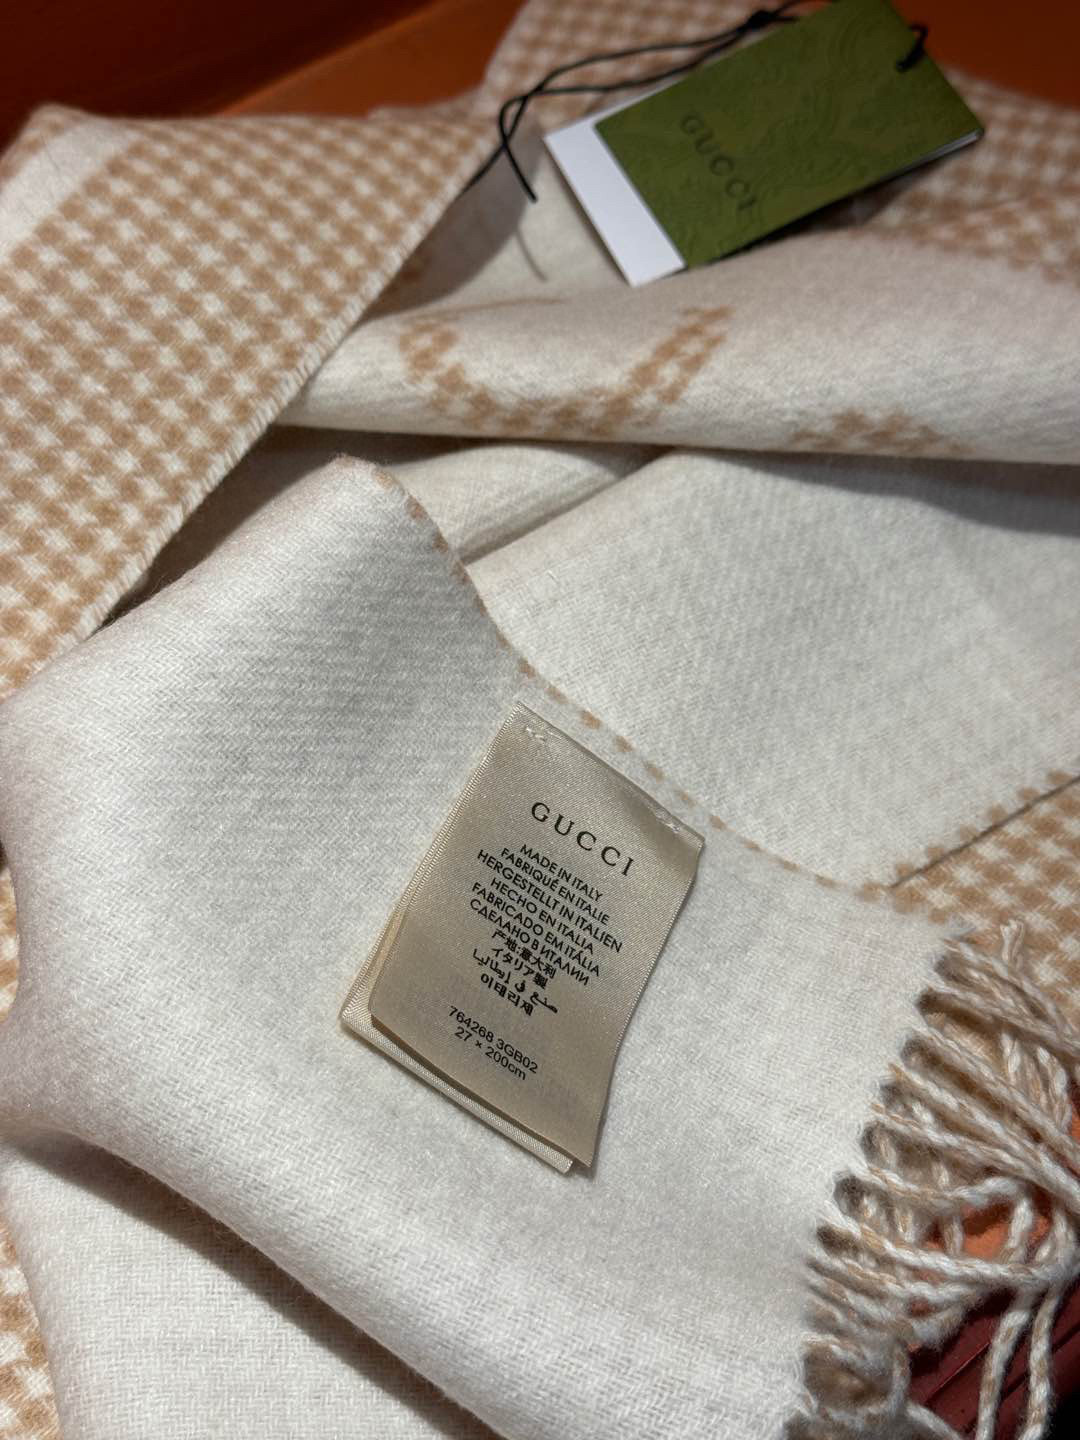 GUCCI
GUCCI
MADE IN ITALY
FABRIQUÉ EN ITALIE
HERGESTELLT IN ITALIEN
HECHO EN ITALIA
FABRICADO EM ITÁLIA
СДЕЛАНО В ИТАЛИИ
产地:意大利
イタリア製
صنع في إيطاليا
이태리제
764268 3GB02
27 × 200cm